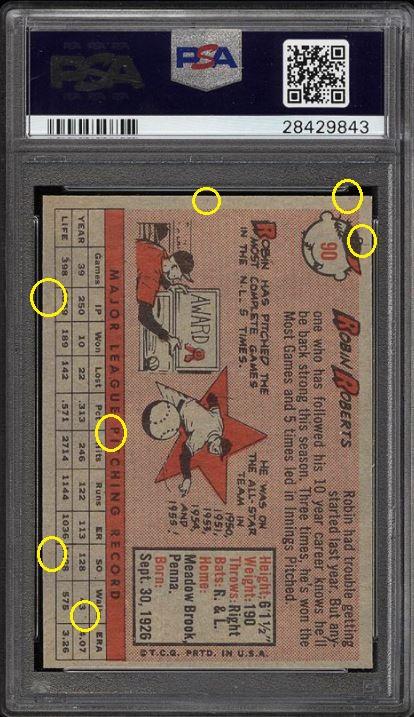 PSA
PSA
28429843
90
ROBIN ROBERTS
Robin had trouble getting
started last year. But any-
one who has followed his 10 year career knows he'll
be back strong this season. Three times, he's won the
Most Games and 5 times led in Innings Pitched.
ROBIN HAS PITCHED THE
MOST COMPLETE GAMES
IN THE N.L. 5 TIMES
AWARD
HE WAS ON
THE ALL-STAR
TEAM IN
1950,
1951,
1953,
1954,
AND
1955!
Height: 6'1½"
Weight: 190
Throws: Right
Bats: R. & L.
Home:
Meadow Brook,
Penna.
Born:
Sept. 30, 1926
©T.C.G. PRTD. IN U.S.A.
MAJOR LEAGUE PITCHING RECORD
Games IP Won Lost Pct. Hits Runs ER SO Walks ERA
YEAR 39 250 10 22 .313 246 122 113 128 4.07
LIFE 398 189 142 .571 2714 1144 1036 575 3.26